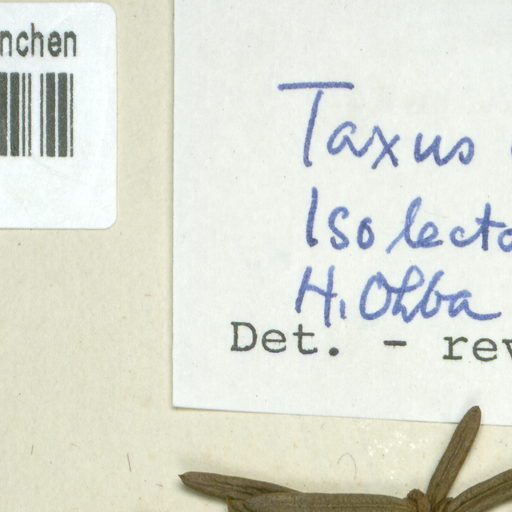 nchen
Taxus
Isolecto
H. Ohba
Det. - rev